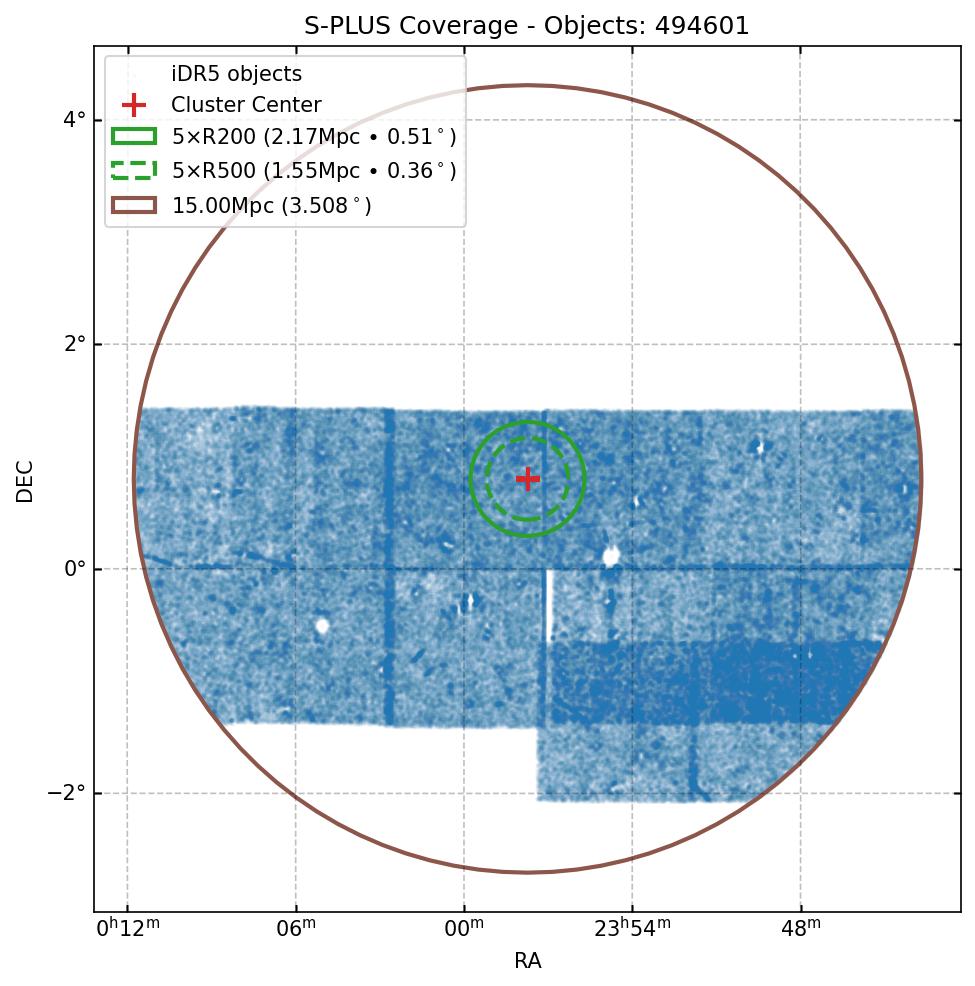 S-PLUS Coverage - Objects: 494601
iDR5 objects
Cluster Center
5×R200 (2.17Mpc • 0.51°)
5×R500 (1.55Mpc • 0.36°)
15.00Mpc (3.508°)
4°
2°
0°
−2°
DEC
0ʰ12ᵐ 06ᵐ 00ᵐ 23ʰ54ᵐ 48ᵐ
RA